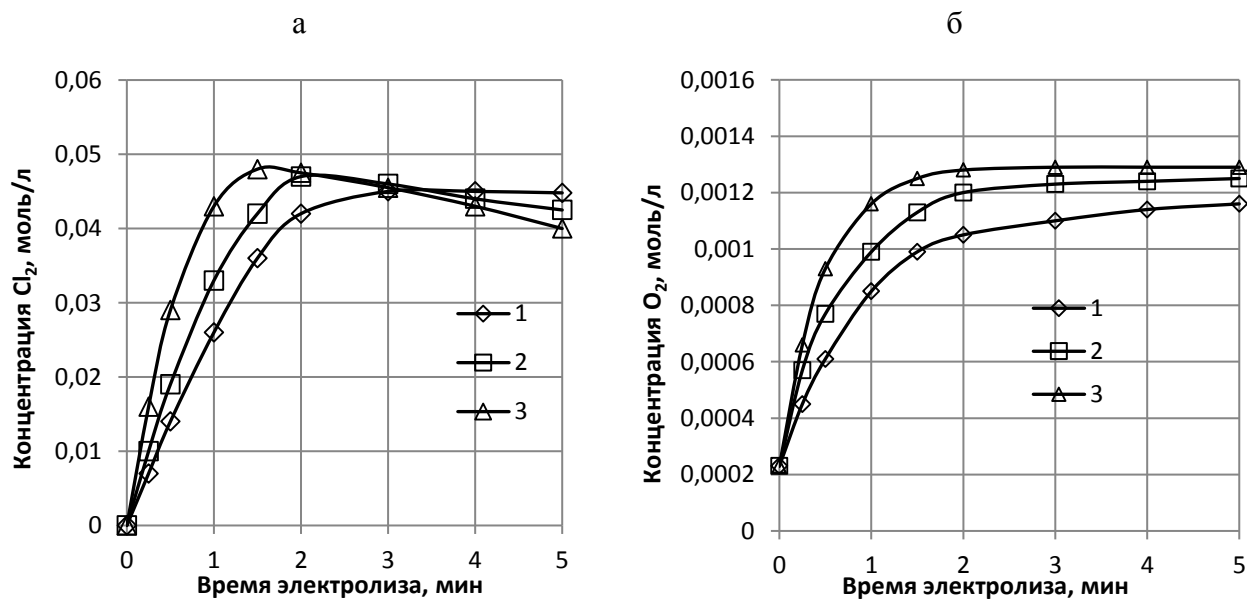 а
0,06
0,05
0,04
0,03
0,02
0,01
0
Концентрация Cl₂, моль/л
1
2
3
0 1 2 3 4 5
Время электролиза, мин
б
0,0016
0,0014
0,0012
0,001
0,0008
0,0006
0,0004
0,0002
0
Концентрация O₂, моль/л
1
2
3
0 1 2 3 4 5
Время электролиза, мин